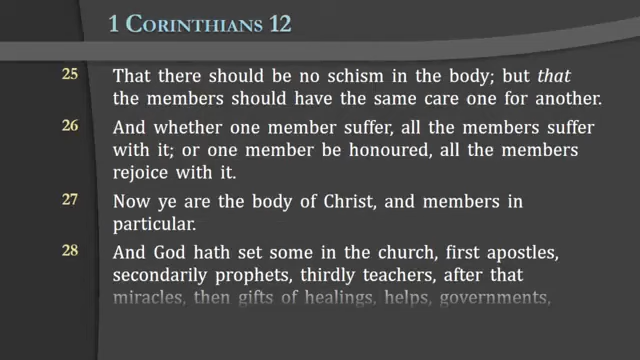 1 CORINTHIANS 12
25 That there should be no schism in the body; but that
the members should have the same care one for another.
26 And whether one member suffer, all the members suffer
with it; or one member be honoured, all the members
rejoice with it.
27 Now ye are the body of Christ, and members in
particular.
28 And God hath set some in the church, first apostles,
secondarily prophets, thirdly teachers, after that
miracles, then gifts of healings, helps, governments,